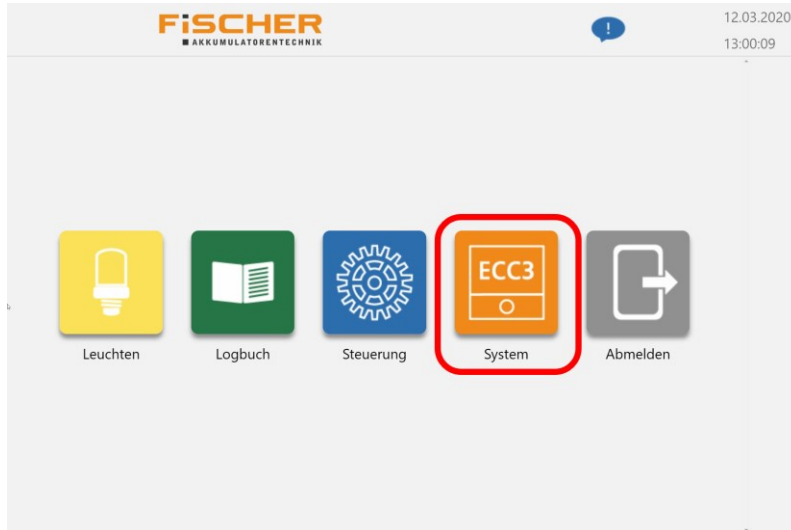 FiSCHER
AKKUMULATORENTECHNIK
!
12.03.2020
13:00:09
ECC3
Leuchten
Logbuch
Steuerung
System
Abmelden